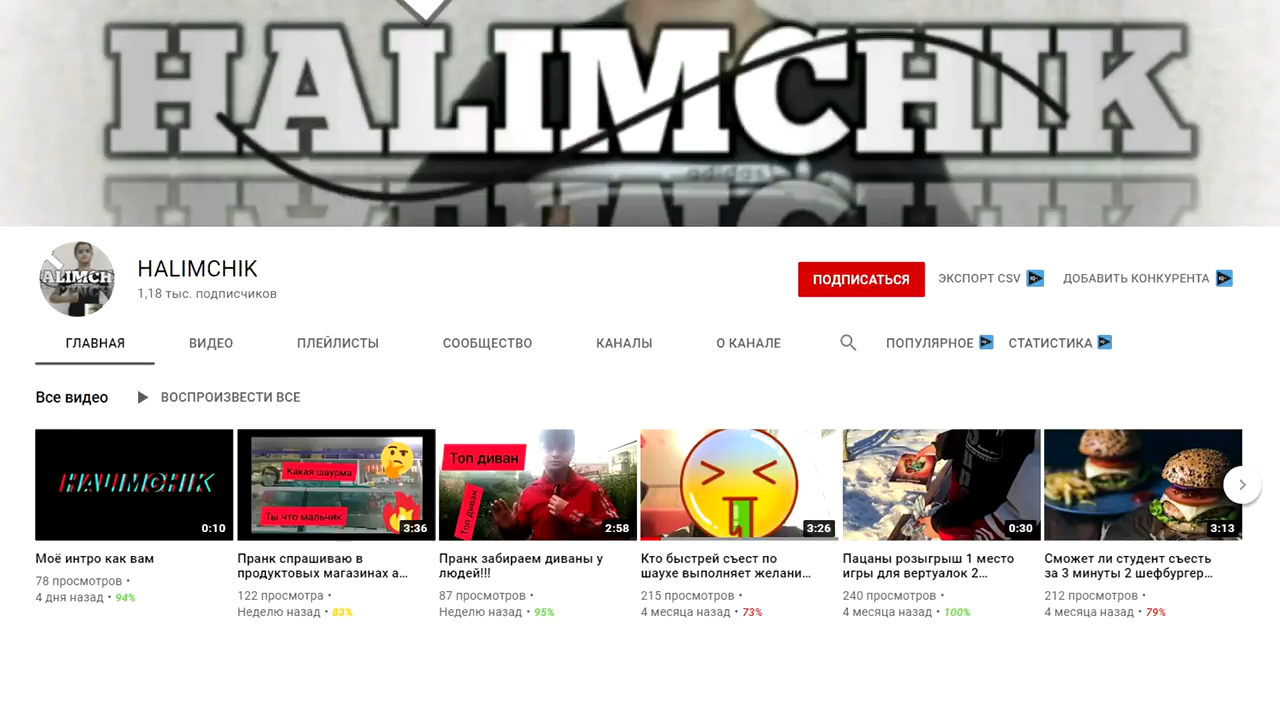 HALIMCHIK
adidas
HALIMCHIK
ALIMCH
HALIMCHIK
1,18 тыс. подписчиков
ПОДПИСАТЬСЯ
ЭКСПОРТ CSV
ДОБАВИТЬ КОНКУРЕНТА
ГЛАВНАЯ
ВИДЕО
ПЛЕЙЛИСТЫ
СООБЩЕСТВО
КАНАЛЫ
О КАНАЛЕ
ПОПУЛЯРНОЕ
СТАТИСТИКА
Все видео
ВОСПРОИЗВЕСТИ ВСЕ
HALIMCHIK
0:10
Моё интро как вам
78 просмотров •
4 дня назад • 94%
Какая шаурма
Ты что мальчик
3:36
Пранк спрашиваю в
продуктовых магазинах а...
122 просмотра •
Неделю назад • 83%
Топ диван
Топ диван
2:58
Пранк забираем диваны у
людей!!!
87 просмотров •
Неделю назад • 95%
3:26
Кто быстрей съест по
шаухе выполняет желани...
215 просмотров •
4 месяца назад • 73%
0:30
Пацаны розыгрыш 1 место
игры для вертуалок 2...
240 просмотров •
4 месяца назад • 100%
3:13
Сможет ли студент съесть
за 3 минуты 2 шефбургер...
212 просмотров •
4 месяца назад • 79%